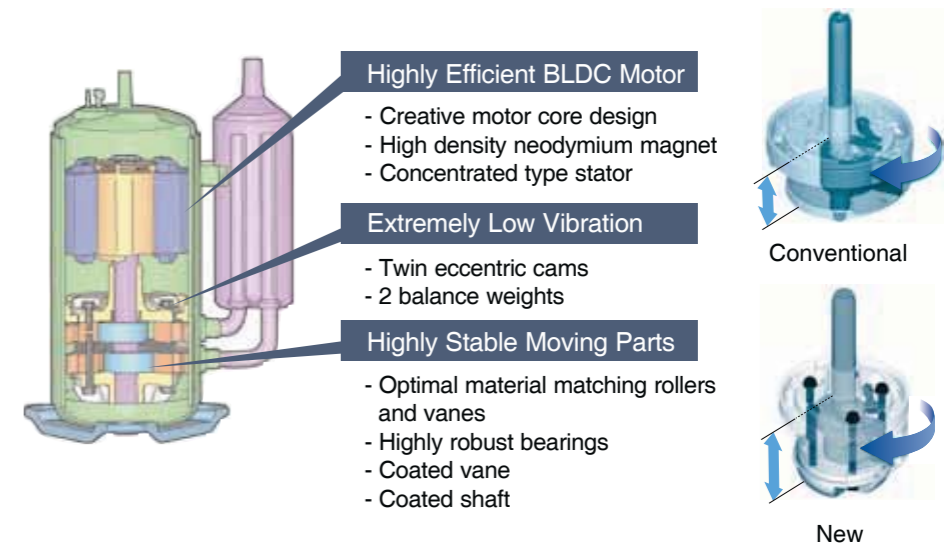 Highly Efficient BLDC Motor
- Creative motor core design
- High density neodymium magnet
- Concentrated type stator
Extremely Low Vibration
- Twin eccentric cams
- 2 balance weights
Highly Stable Moving Parts
- Optimal material matching rollers
and vanes
- Highly robust bearings
- Coated vane
- Coated shaft
Conventional
New